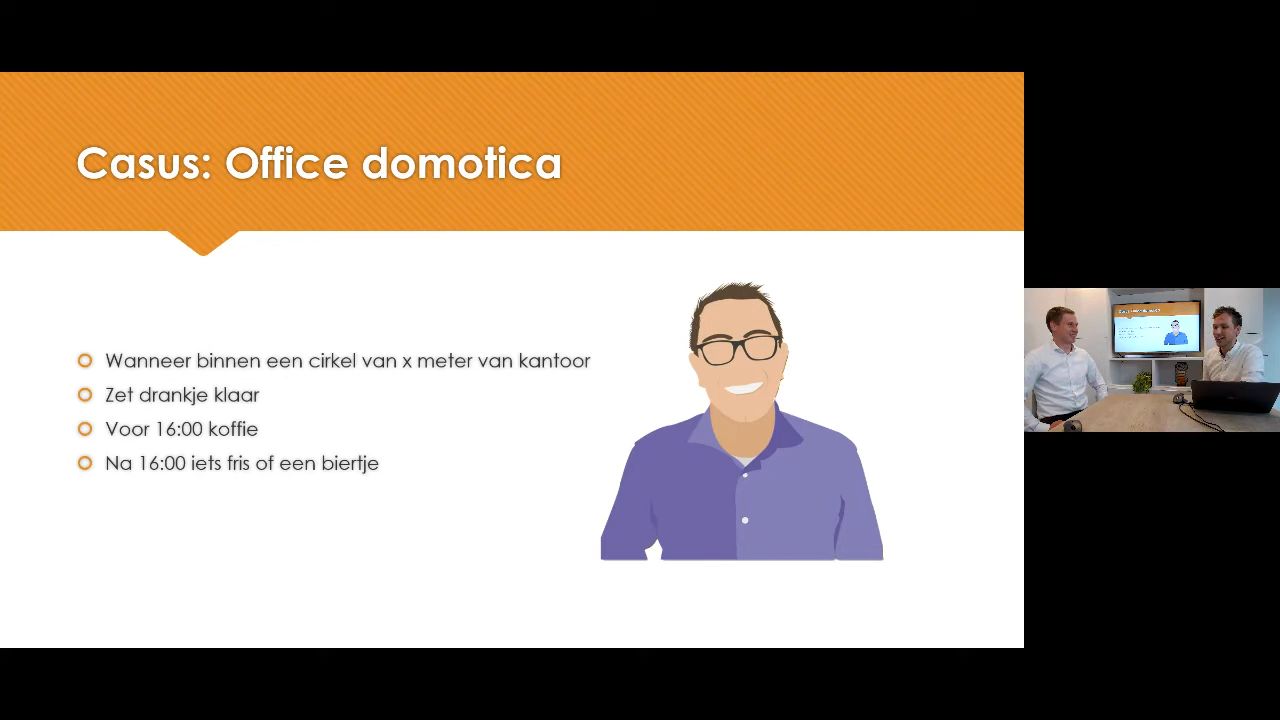 Casus: Office domotica
Wanneer binnen een cirkel van x meter van kantoor
Zet drankje klaar
Voor 16:00 koffie
Na 16:00 iets fris of een biertje